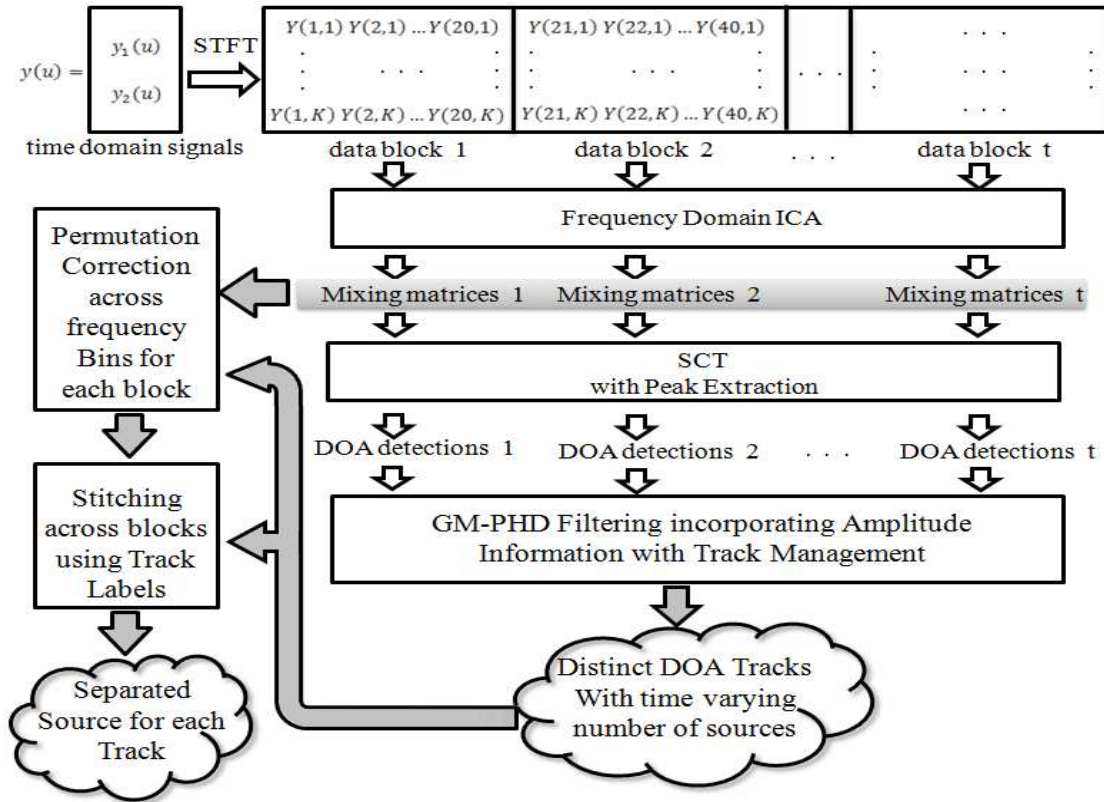 y(u) =
y₁(u)
y₂(u)
time domain signals
STFT
Y(1,1) Y(2,1) ... Y(20,1)
. . . . .
Y(1,K) Y(2,K) ... Y(20,K)
Y(21,1) Y(22,1) ... Y(40,1)
. . . . .
Y(21,K) Y(22,K) ... Y(40,K)
. . .
. . .
. . . . .
. . .
data block 1
data block 2
. . .
data block t
Frequency Domain ICA
Mixing matrices 1
Mixing matrices 2
Mixing matrices t
SCT
with Peak Extraction
DOA detections 1
DOA detections 2
. . .
DOA detections t
GM-PHD Filtering incorporating Amplitude
Information with Track Management
Distinct DOA Tracks
With time varying
number of sources
Permutation
Correction
across
frequency
Bins for
each block
Stitching
across blocks
using Track
Labels
Separated
Source for each
Track